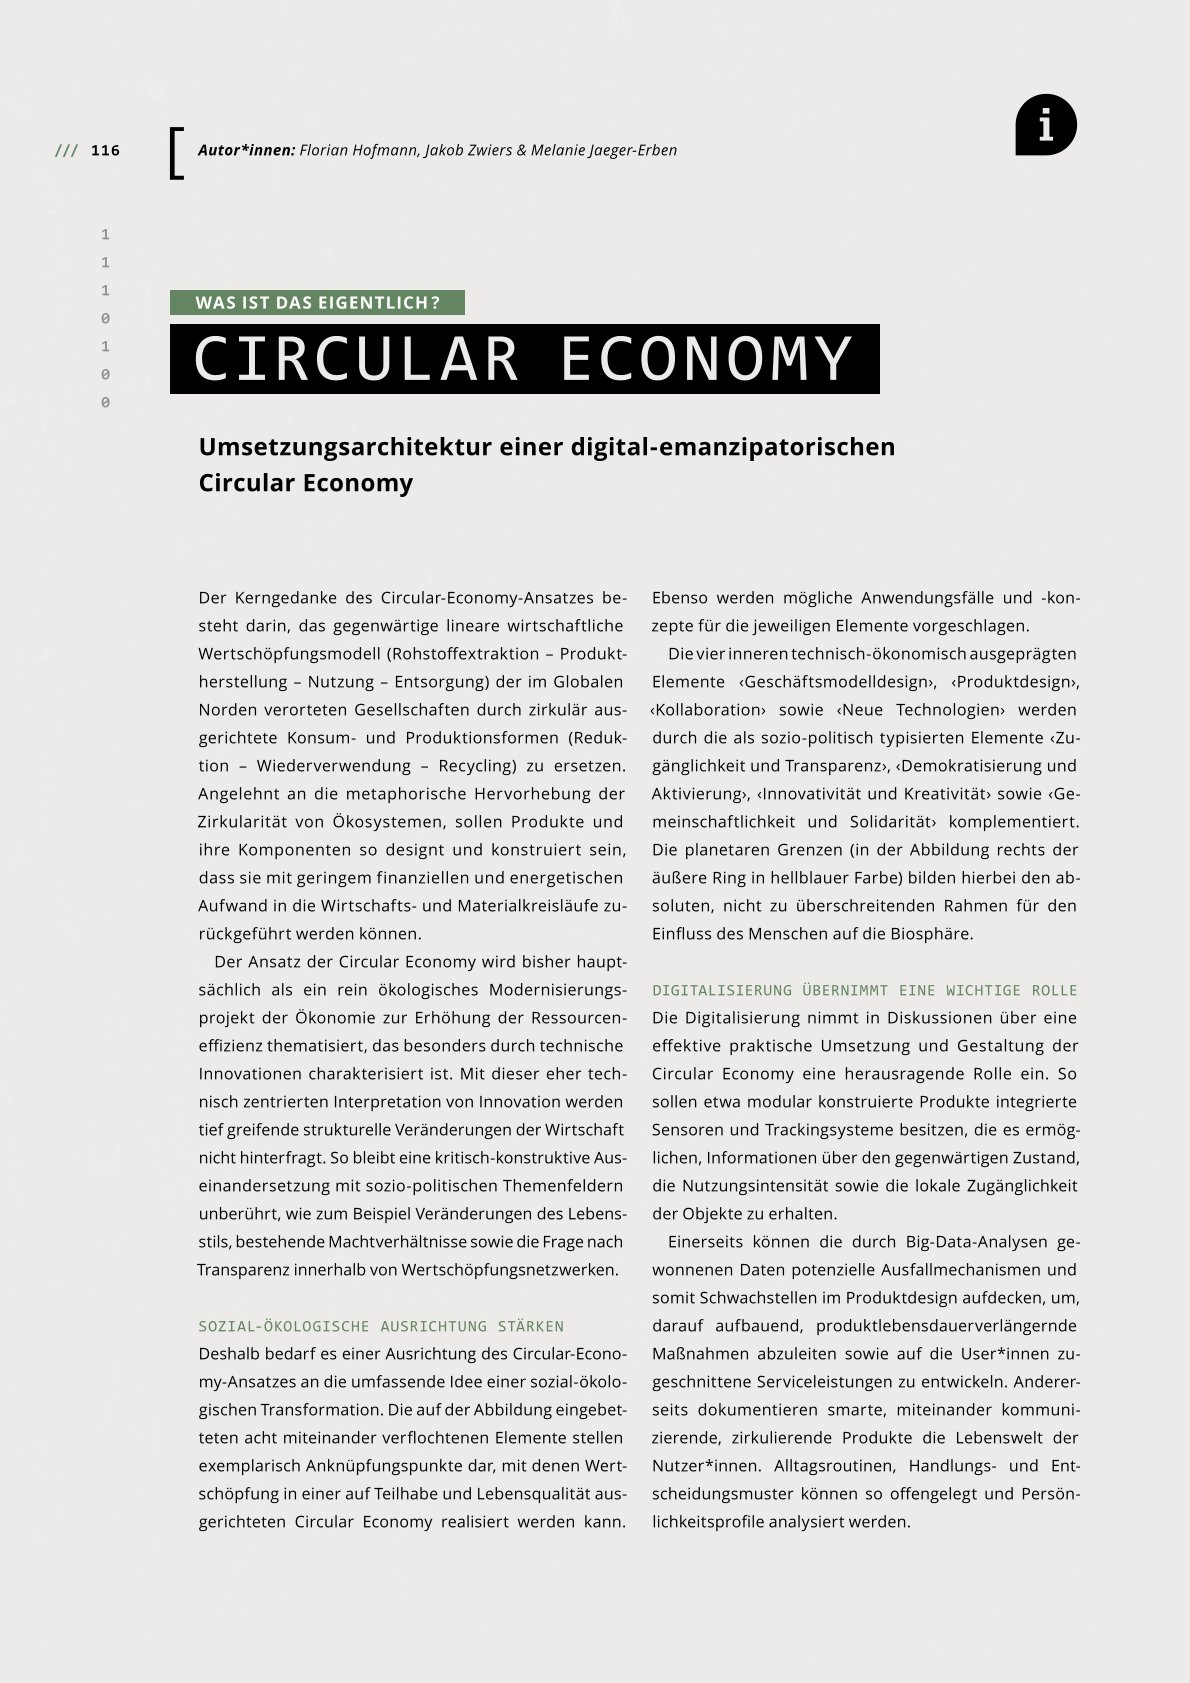 /// 116
Autor*innen: Florian Hofmann, Jakob Zwiers & Melanie Jaeger-Erben
i
1
1
1
0
1
0
0
WAS IST DAS EIGENTLICH?
CIRCULAR ECONOMY
Umsetzungsarchitektur einer digital-emanzipatorischen
Circular Economy
Der Kerngedanke des Circular-Economy-Ansatzes be-
steht darin, das gegenwärtige lineare wirtschaftliche
Wertschöpfungsmodell (Rohstoffextraktion – Produkt-
herstellung – Nutzung – Entsorgung) der im Globalen
Norden verorteten Gesellschaften durch zirkulär aus-
gerichtete Konsum- und Produktionsformen (Reduk-
tion – Wiederverwendung – Recycling) zu ersetzen.
Angelehnt an die metaphorische Hervorhebung der
Zirkularität von Ökosystemen, sollen Produkte und
ihre Komponenten so designt und konstruiert sein,
dass sie mit geringem finanziellen und energetischen
Aufwand in die Wirtschafts- und Materialkreisläufe zu-
rückgeführt werden können.
Der Ansatz der Circular Economy wird bisher haupt-
sächlich als ein rein ökologisches Modernisierungs-
projekt der Ökonomie zur Erhöhung der Ressourcen-
effizienz thematisiert, das besonders durch technische
Innovationen charakterisiert ist. Mit dieser eher tech-
nisch zentrierten Interpretation von Innovation werden
tief greifende strukturelle Veränderungen der Wirtschaft
nicht hinterfragt. So bleibt eine kritisch-konstruktive Aus-
einandersetzung mit sozio-politischen Themenfeldern
unberührt, wie zum Beispiel Veränderungen des Lebens-
stils, bestehende Machtverhältnisse sowie die Frage nach
Transparenz innerhalb von Wertschöpfungsnetzwerken.
SOZIAL-ÖKOLOGISCHE AUSRICHTUNG STÄRKEN
Deshalb bedarf es einer Ausrichtung des Circular-Econo-
my-Ansatzes an die umfassende Idee einer sozial-ökolo-
gischen Transformation. Die auf der Abbildung eingebet-
teten acht miteinander verflochtenen Elemente stellen
exemplarisch Anknüpfungspunkte dar, mit denen Wert-
schöpfung in einer auf Teilhabe und Lebensqualität aus-
gerichteten Circular Economy realisiert werden kann.
Ebenso werden mögliche Anwendungsfälle und -kon-
zepte für die jeweiligen Elemente vorgeschlagen.
Die vier inneren technisch-ökonomisch ausgeprägten
Elemente ‹Geschäftsmodelldesign›, ‹Produktdesign›,
‹Kollaboration› sowie ‹Neue Technologien› werden
durch die als sozio-politisch typisierten Elemente ‹Zu-
gänglichkeit und Transparenz›, ‹Demokratisierung und
Aktivierung›, ‹Innovativität und Kreativität› sowie ‹Ge-
meinschaftlichkeit und Solidarität› komplementiert.
Die planetaren Grenzen (in der Abbildung rechts der
äußere Ring in hellblauer Farbe) bilden hierbei den ab-
soluten, nicht zu überschreitenden Rahmen für den
Einfluss des Menschen auf die Biosphäre.
DIGITALISIERUNG ÜBERNIMMT EINE WICHTIGE ROLLE
Die Digitalisierung nimmt in Diskussionen über eine
effektive praktische Umsetzung und Gestaltung der
Circular Economy eine herausragende Rolle ein. So
sollen etwa modular konstruierte Produkte integrierte
Sensoren und Trackingsysteme besitzen, die es ermög-
lichen, Informationen über den gegenwärtigen Zustand,
die Nutzungsintensität sowie die lokale Zugänglichkeit
der Objekte zu erhalten.
Einerseits können die durch Big-Data-Analysen ge-
wonnenen Daten potenzielle Ausfallmechanismen und
somit Schwachstellen im Produktdesign aufdecken, um,
darauf aufbauend, produktlebensdauerverlängernde
Maßnahmen abzuleiten sowie auf die User*innen zu-
geschnittene Serviceleistungen zu entwickeln. Anderer-
seits dokumentieren smarte, miteinander kommuni-
zierende, zirkulierende Produkte die Lebenswelt der
Nutzer*innen. Alltagsroutinen, Handlungs- und Ent-
scheidungsmuster können so offengelegt und Persön-
lichkeitsprofile analysiert werden.